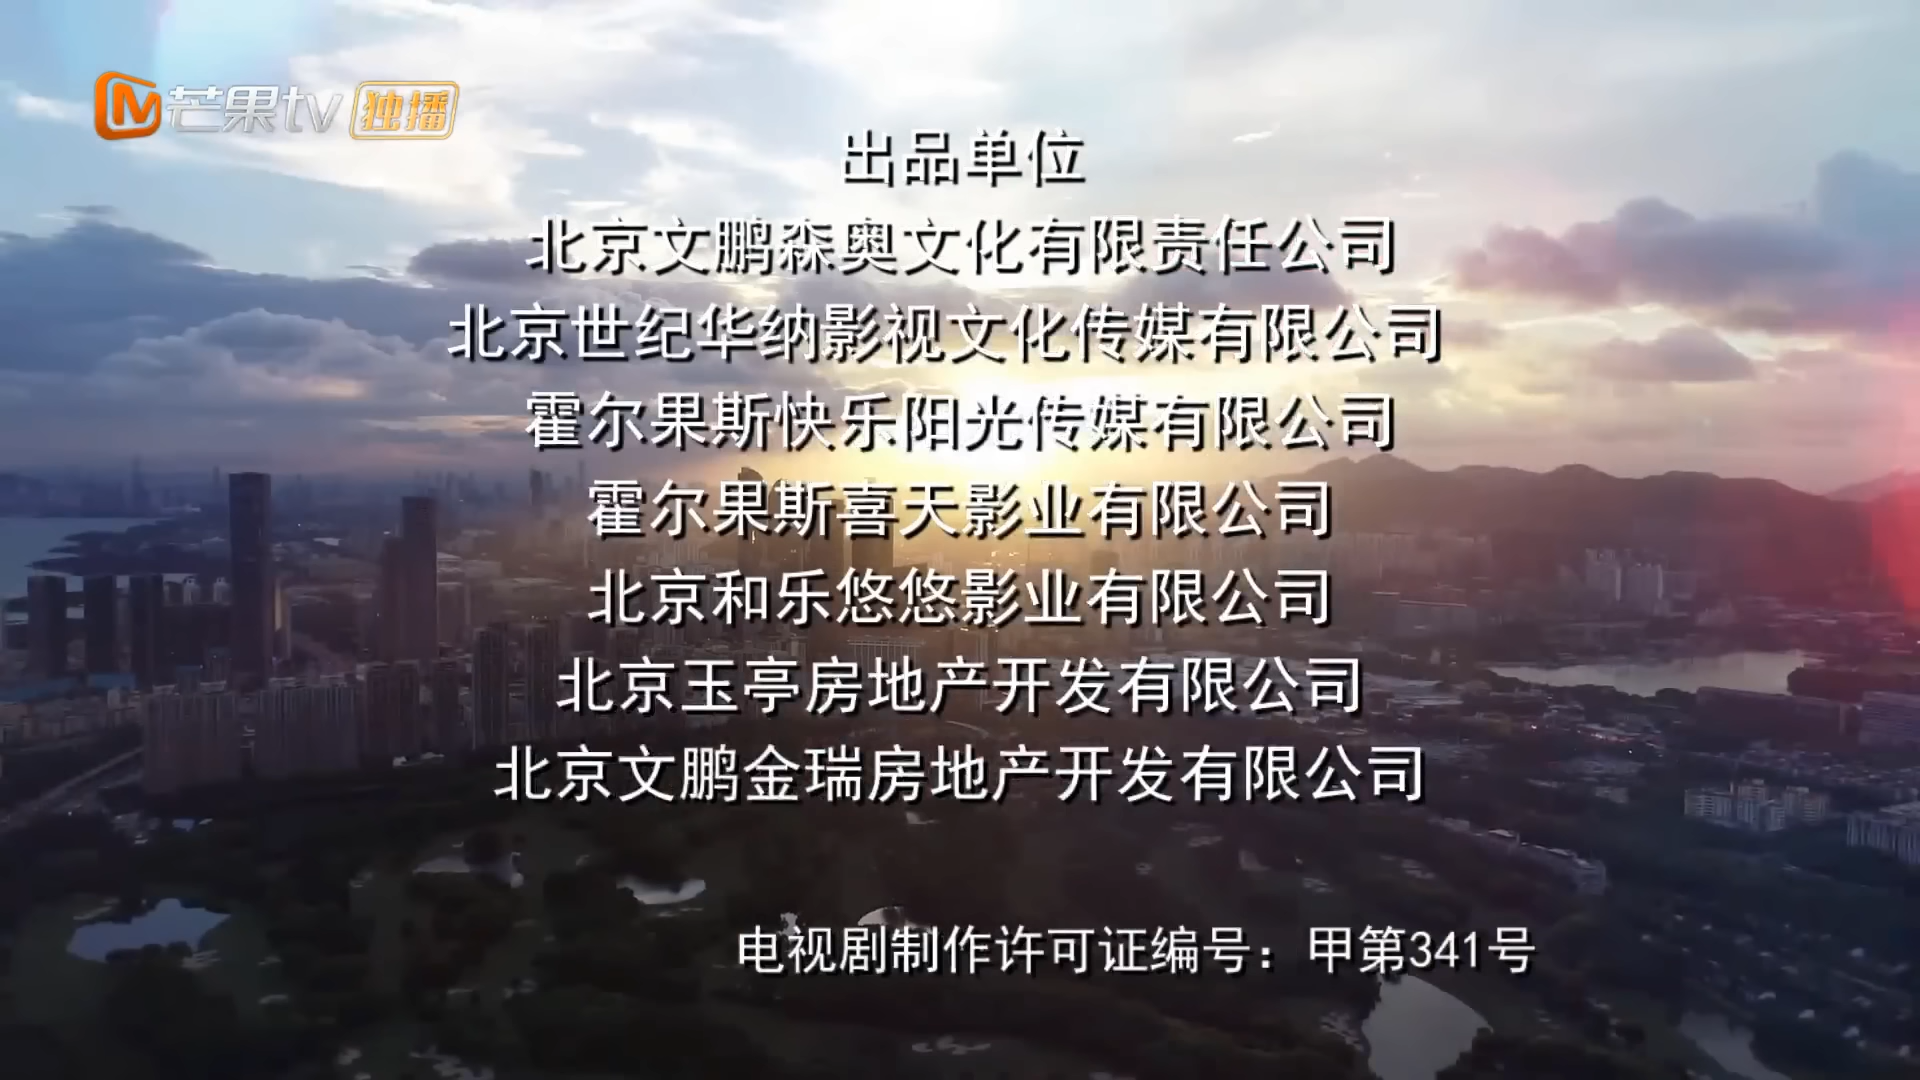 芒果tv 独播
出品单位
北京文鹏森奥文化有限责任公司
北京世纪华纳影视文化传媒有限公司
霍尔果斯快乐阳光传媒有限公司
霍尔果斯喜天影业有限公司
北京和乐悠悠影业有限公司
北京玉亭房地产开发有限公司
北京文鹏金瑞房地产开发有限公司
电视剧制作许可证编号：甲第341号